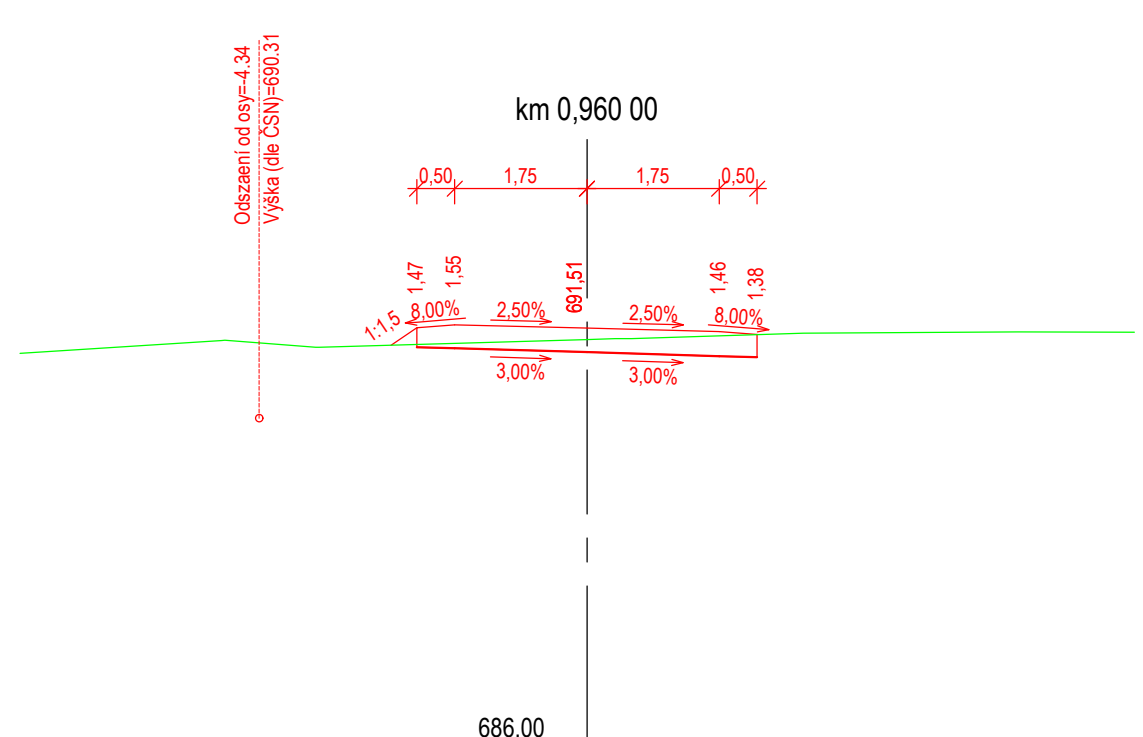 Odszaení od osy=-4.34
Výška (dle ČSN)=690.31
km 0,960 00
0,50 1,75 1,75 0,50
1,47 1,55 691,51 1,46 1,38
1:1,5 8,00% 2,50% 2,50% 8,00%
3,00% 3,00%
686,00